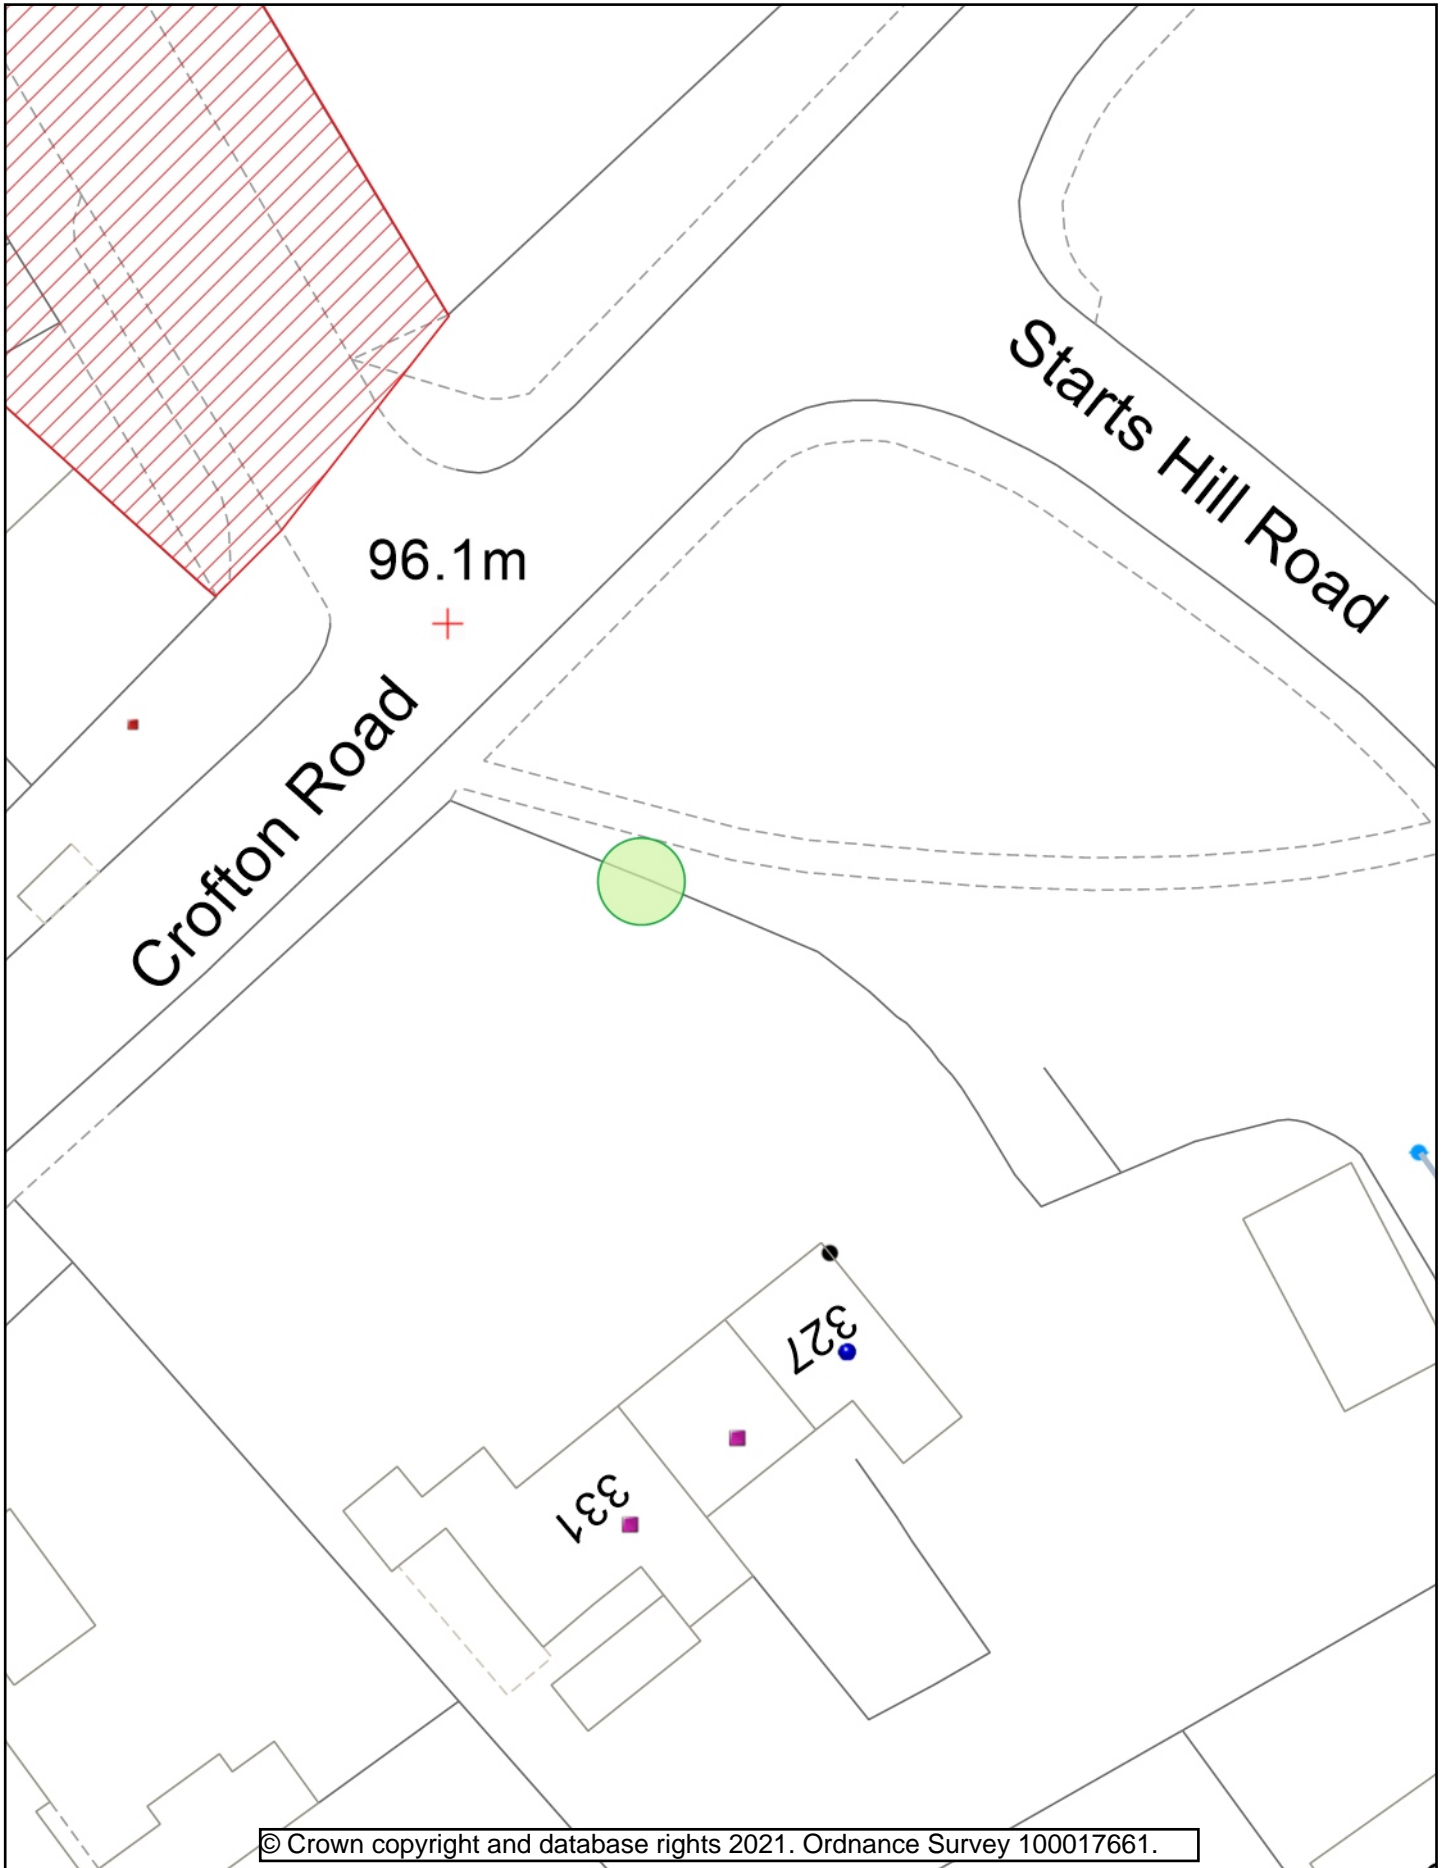 Starts Hill Road
96.1m
Crofton Road
327
331
© Crown copyright and database rights 2021. Ordnance Survey 100017661.